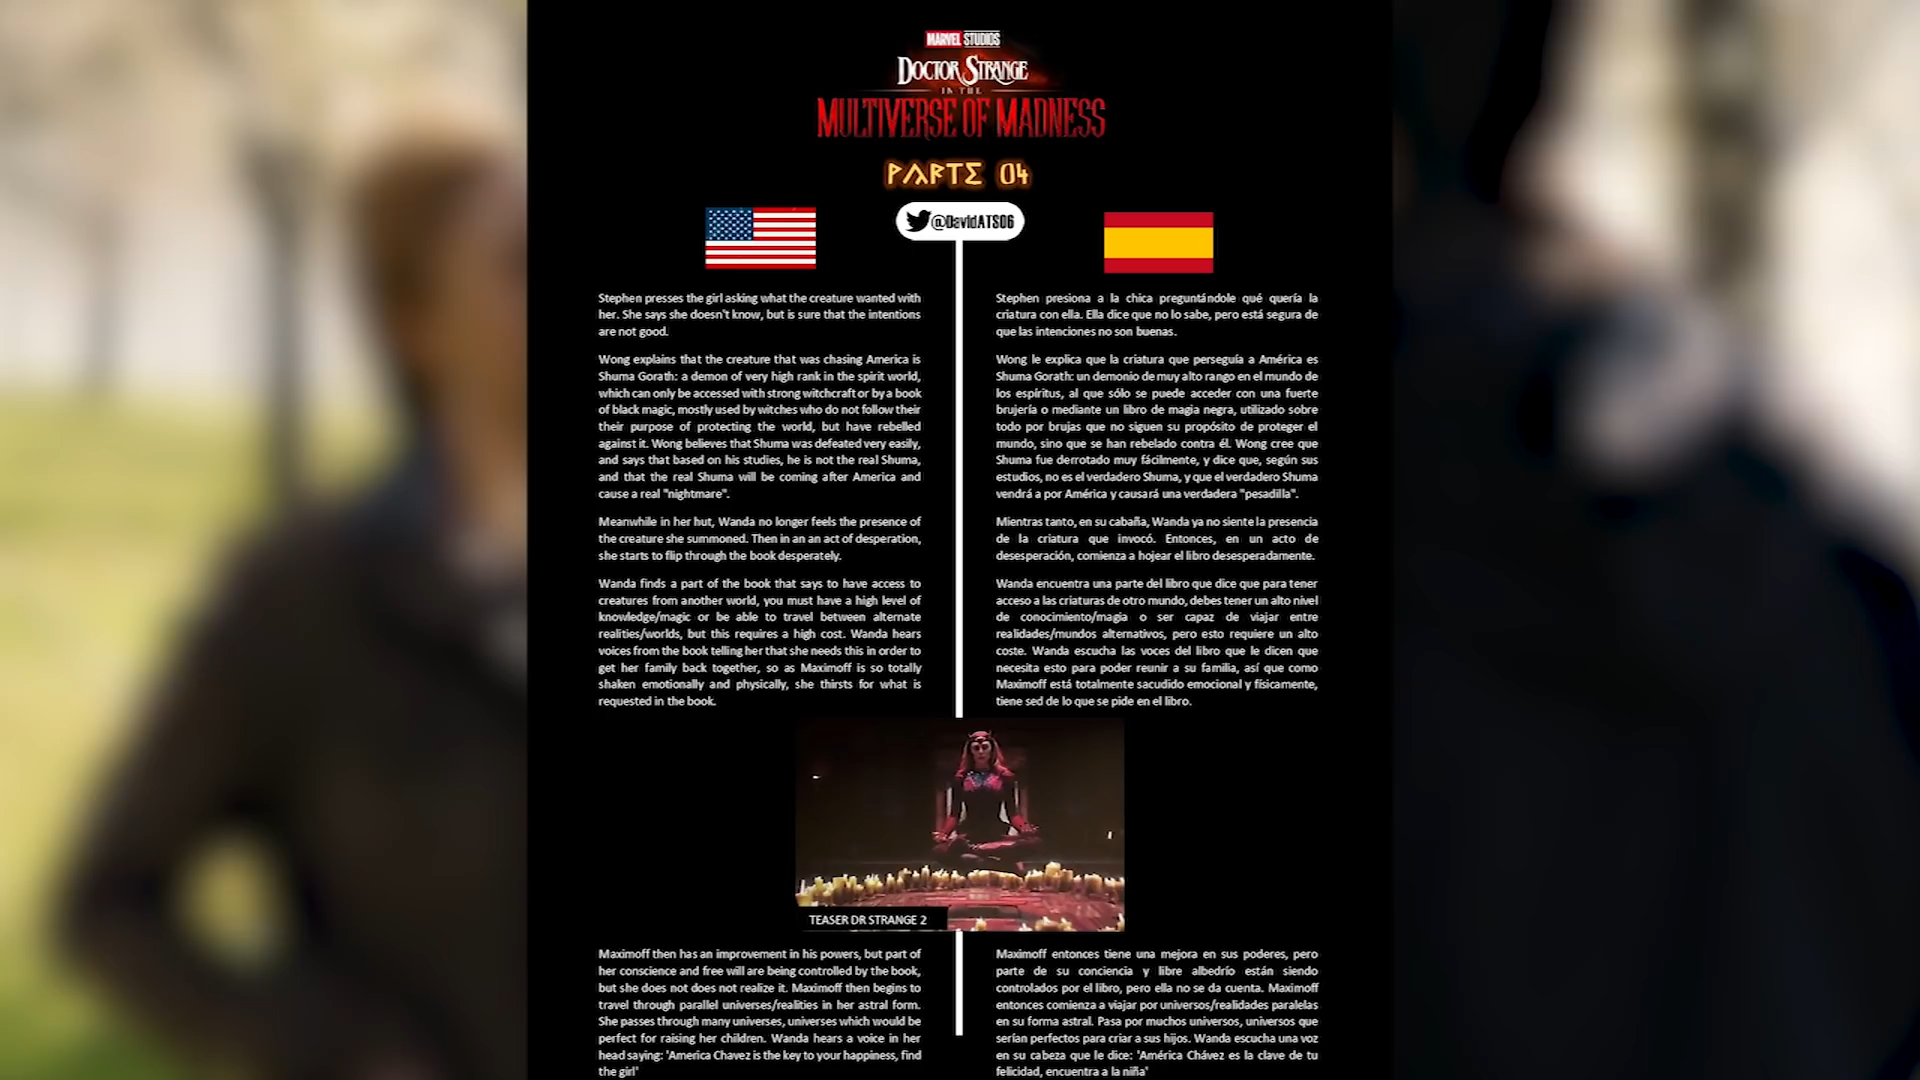 MARVEL STUDIOS
DOCTOR STRANGE
IN THE
MULTIVERSE OF MADNESS
PARTE 04
@DavidATS06
Stephen presses the girl asking what the creature wanted with
her. She says she doesn't know, but is sure that the intentions
are not good.
Wong explains that the creature that was chasing America is
Shuma Gorath: a demon of very high rank in the spirit world,
which can only be accessed with strong witchcraft or by a book
of black magic, mostly used by witches who do not follow their
their purpose of protecting the world, but have rebelled
against it. Wong believes that Shuma was defeated very easily,
and says that based on his studies, he is not the real Shuma,
and that the real Shuma will be coming after America and
cause a real "nightmare".
Meanwhile in her hut, Wanda no longer feels the presence of
the creature she summoned. Then in an an act of desperation,
she starts to flip through the book desperately.
Wanda finds a part of the book that says to have access to
creatures from another world, you must have a high level of
knowledge/magic or be able to travel between alternate
realities/worlds, but this requires a high cost. Wanda hears
voices from the book telling her that she needs this in order to
get her family back together, so as Maximoff is so totally
shaken emotionally and physically, she thirsts for what is
requested in the book.
Stephen presiona a la chica preguntándole qué quería la
criatura con ella. Ella dice que no lo sabe, pero está segura de
que las intenciones no son buenas.
Wong le explica que la criatura que perseguía a América es
Shuma Gorath: un demonio de muy alto rango en el mundo de
los espíritus, al que sólo se puede acceder con una fuerte
brujería o mediante un libro de magia negra, utilizado sobre
todo por brujas que no siguen su propósito de proteger el
mundo, sino que se han rebelado contra él. Wong cree que
Shuma fue derrotado muy fácilmente, y dice que, según sus
estudios, no es el verdadero Shuma, y que el verdadero Shuma
vendrá a por América y causará una verdadera "pesadilla".
Mientras tanto, en su cabaña, Wanda ya no siente la presencia
de la criatura que invocó. Entonces, en un acto de
desesperación, comienza a hojear el libro desesperadamente.
Wanda encuentra una parte del libro que dice que para tener
acceso a las criaturas de otro mundo, debes tener un alto nivel
de conocimiento/magia o ser capaz de viajar entre
realidades/mundos alternativos, pero esto requiere un alto
coste. Wanda escucha las voces del libro que le dicen que
necesita esto para poder reunir a su familia, así que como
Maximoff está totalmente sacudido emocional y físicamente,
tiene sed de lo que se pide en el libro.
TEASER DR STRANGE 2
Maximoff then has an improvement in his powers, but part of
her conscience and free will are being controlled by the book,
but she does not does not realize it. Maximoff then begins to
travel through parallel universes/realities in her astral form.
She passes through many universes, universes which would be
perfect for raising her children. Wanda hears a voice in her
head saying: 'America Chavez is the key to your happiness, find
the girl'
Maximoff entonces tiene una mejora en sus poderes, pero
parte de su conciencia y libre albedrío están siendo
controlados por el libro, pero ella no se da cuenta. Maximoff
entonces comienza a viajar por universos/realidades paralelas
en su forma astral. Pasa por muchos universos, universos que
serían perfectos para criar a sus hijos. Wanda escucha una voz
en su cabeza que le dice: 'América Chávez es la clave de tu
felicidad, encuentra a la niña'